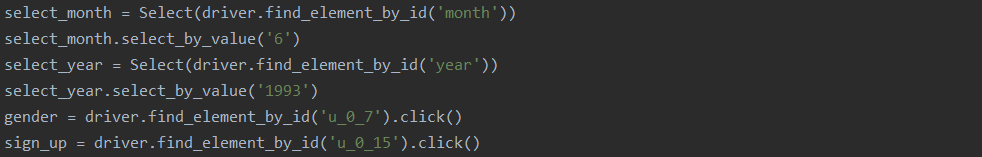 select_month = Select(driver.find_element_by_id('month'))
select_month.select_by_value('6')
select_year = Select(driver.find_element_by_id('year'))
select_year.select_by_value('1993')
gender = driver.find_element_by_id('u_0_7').click()
sign_up = driver.find_element_by_id('u_0_15').click()